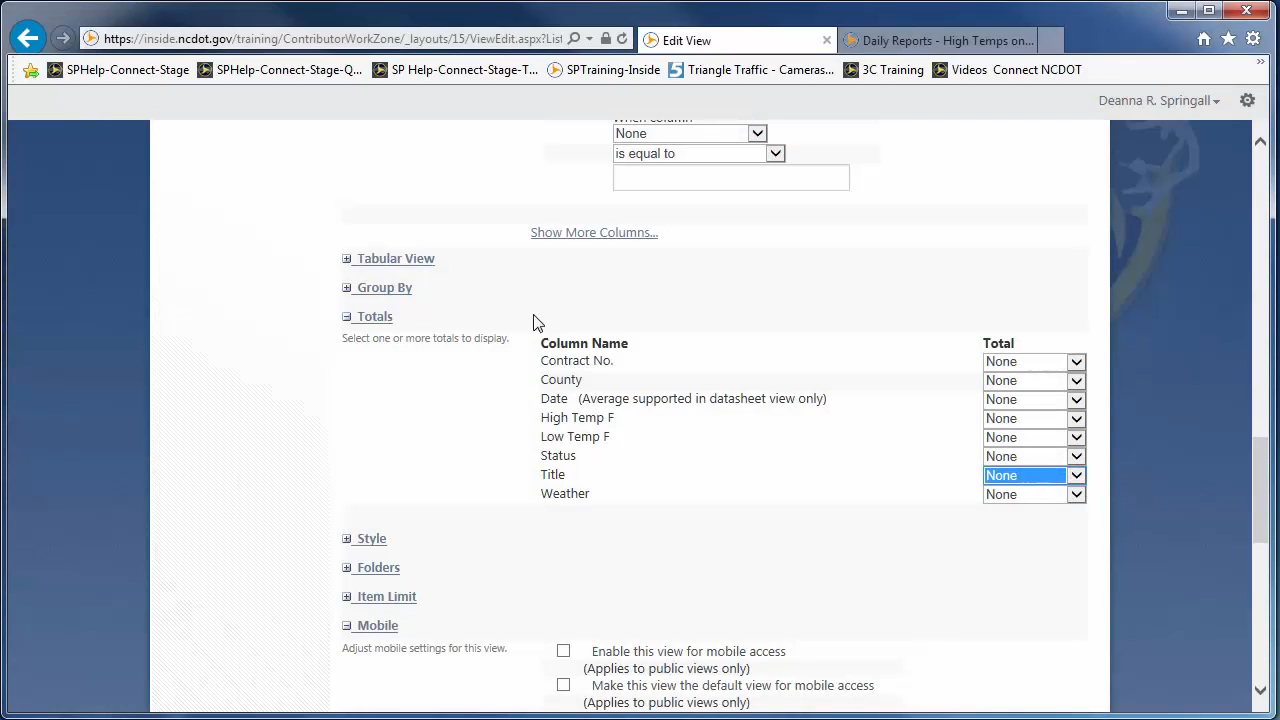 https://inside.ncdot.gov/training/ContributorWorkZone/_layouts/15/ViewEdit.aspx?List
Edit View
Daily Reports - High Temps on...
SPHelp-Connect-Stage
SPHelp-Connect-Stage-Q...
SP Help-Connect-Stage-T...
SPTraining-Inside
Triangle Traffic - Cameras...
3C Training
Videos Connect NCDOT
Deanna R. Springall
When column
None
is equal to
Show More Columns...
Tabular View
Group By
Totals
Select one or more totals to display.
Column Name Total
Contract No. None
County None
Date (Average supported in datasheet view only) None
High Temp F None
Low Temp F None
Status None
Title None
Weather None
Style
Folders
Item Limit
Mobile
Adjust mobile settings for this view.
Enable this view for mobile access
(Applies to public views only)
Make this view the default view for mobile access
(Applies to public views only)